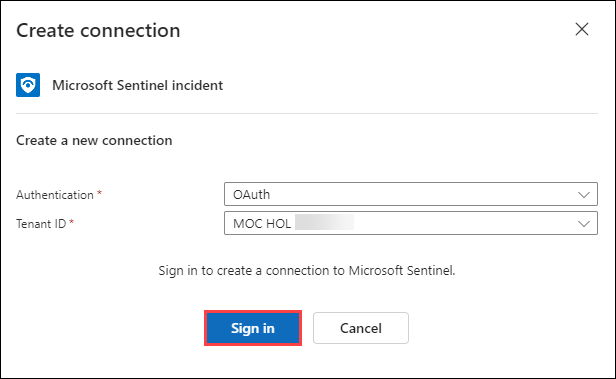 Create connection
Microsoft Sentinel incident
Create a new connection
Authentication * OAuth
Tenant ID * MOC HOL
Sign in to create a connection to Microsoft Sentinel.
Sign in Cancel